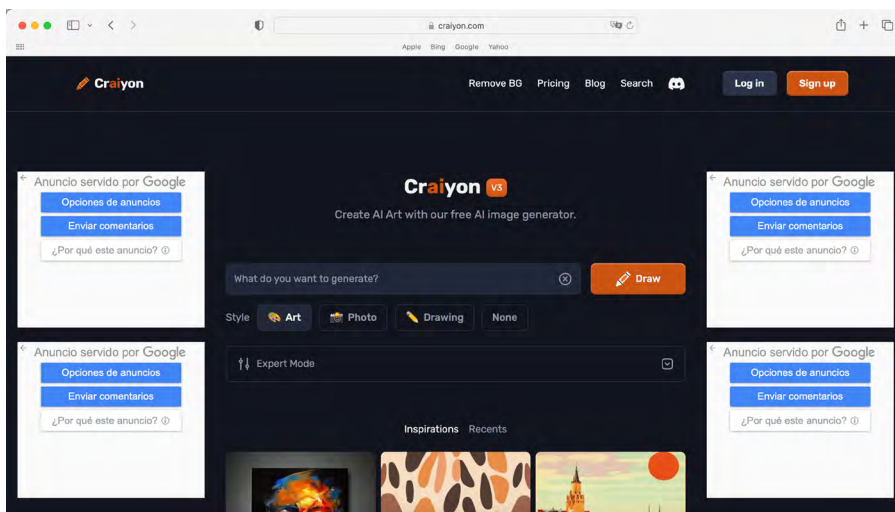 craiyon.com
Apple Bing Google Yahoo
Craiyon
Remove BG Pricing Blog Search
Log in
Sign up
Anuncio servido por Google
Opciones de anuncios
Enviar comentarios
¿Por qué este anuncio?
Craiyon V3
Create AI Art with our free AI image generator.
What do you want to generate?
Draw
Style Art Photo Drawing None
Expert Mode
Inspirations Recents
Anuncio servido por Google
Opciones de anuncios
Enviar comentarios
¿Por qué este anuncio?
Anuncio servido por Google
Opciones de anuncios
Enviar comentarios
¿Por qué este anuncio?
Anuncio servido por Google
Opciones de anuncios
Enviar comentarios
¿Por qué este anuncio?